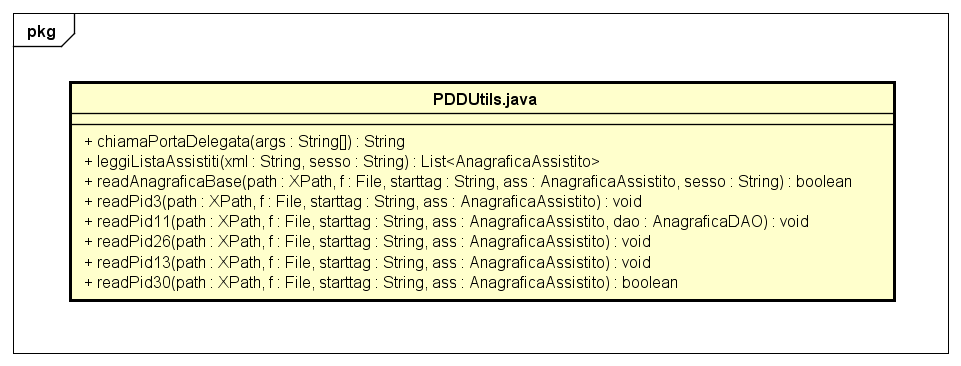 pkg
PDDUtils.java
+ chiamaPortaDelegata(args : String[]) : String
+ leggiListaAssistiti(xml : String, sesso : String) : List<AnagraficaAssistito>
+ readAnagraficaBase(path : XPath, f : File, starttag : String, ass : AnagraficaAssistito, sesso : String) : boolean
+ readPid3(path : XPath, f : File, starttag : String, ass : AnagraficaAssistito) : void
+ readPid11(path : XPath, f : File, starttag : String, ass : AnagraficaAssistito, dao : AnagraficaDAO) : void
+ readPid26(path : XPath, f : File, starttag : String, ass : AnagraficaAssistito) : void
+ readPid13(path : XPath, f : File, starttag : String, ass : AnagraficaAssistito) : void
+ readPid30(path : XPath, f : File, starttag : String, ass : AnagraficaAssistito) : boolean